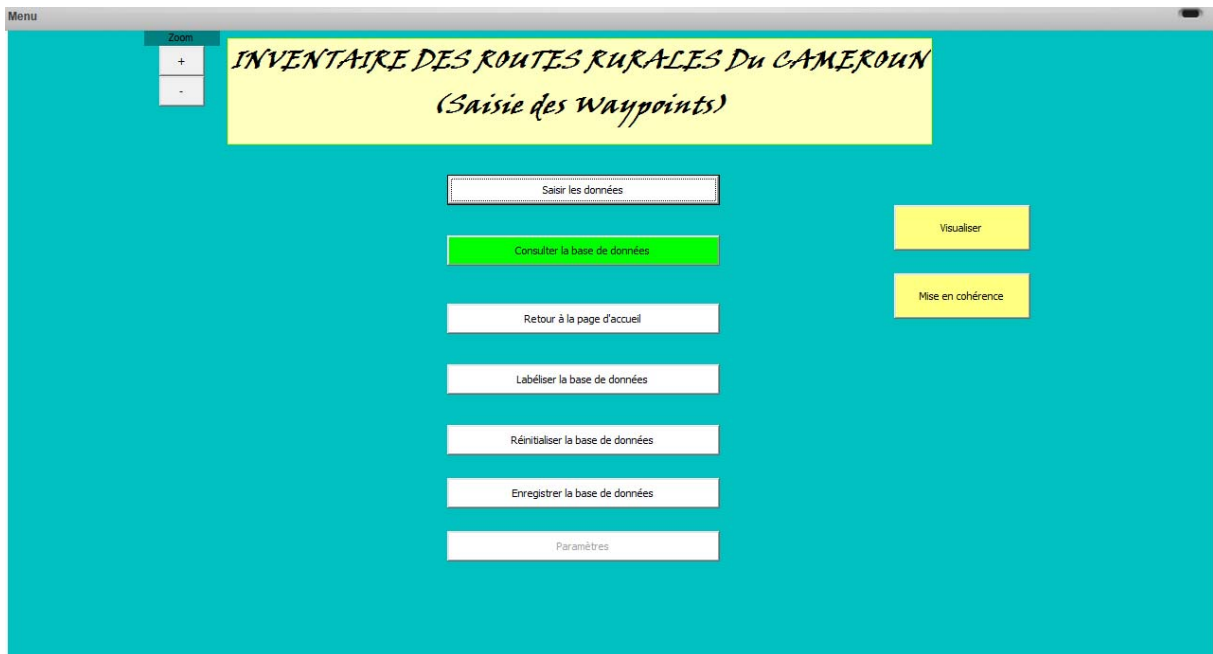 Menu
Zoom
+
-
INVENTAIRE DES ROUTES RURALES Du CAMEROUN
(Saisie des Waypoints)
Saisir les données
Consulter la base de données
Retour à la page d'accueil
Labéliser la base de données
Réinitialiser la base de données
Enregistrer la base de données
Paramètres
Visualiser
Mise en cohérence